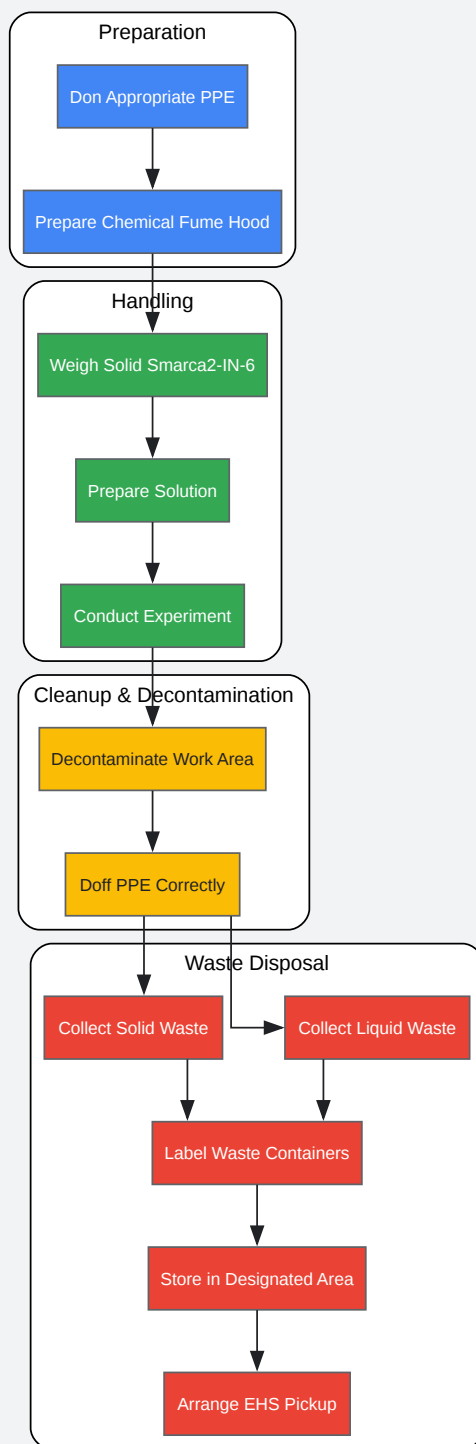 Preparation
Don Appropriate PPE
Prepare Chemical Fume Hood
Handling
Weigh Solid Smarca2-IN-6
Prepare Solution
Conduct Experiment
Cleanup & Decontamination
Decontaminate Work Area
Doff PPE Correctly
Waste Disposal
Collect Solid Waste
Collect Liquid Waste
Label Waste Containers
Store in Designated Area
Arrange EHS Pickup